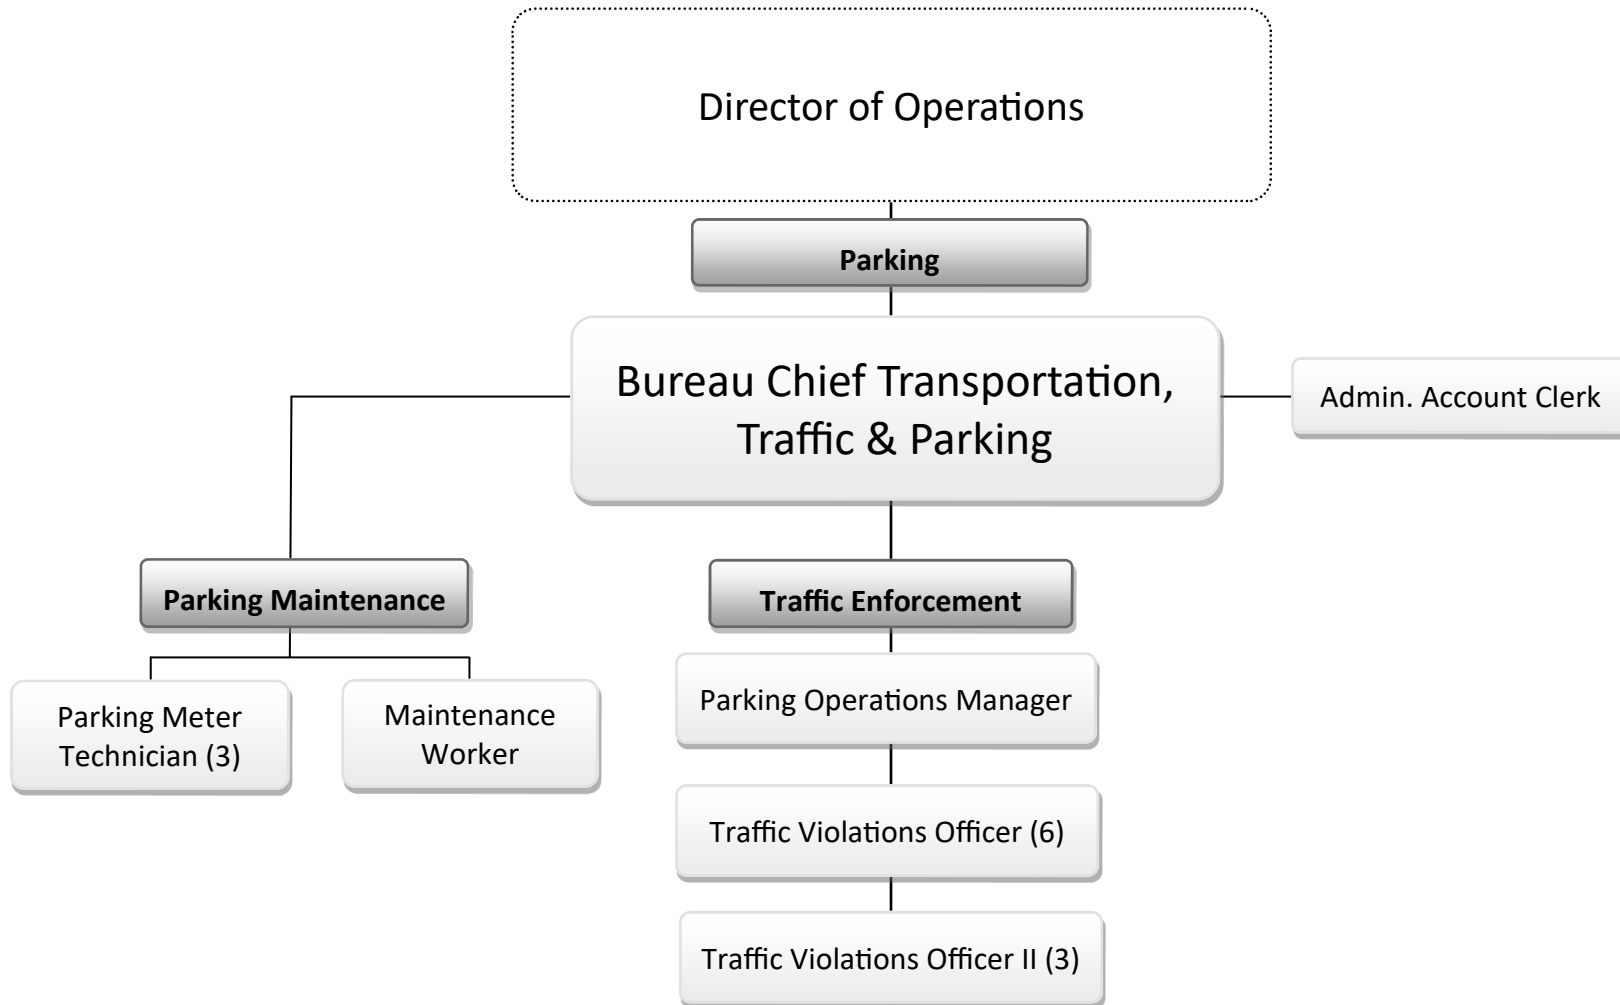 Director of Operations
Parking
Bureau Chief Transportation,
Traffic & Parking
Admin. Account Clerk
Parking Maintenance
Traffic Enforcement
Parking Meter
Technician (3)
Maintenance
Worker
Parking Operations Manager
Traffic Violations Officer (6)
Traffic Violations Officer II (3)